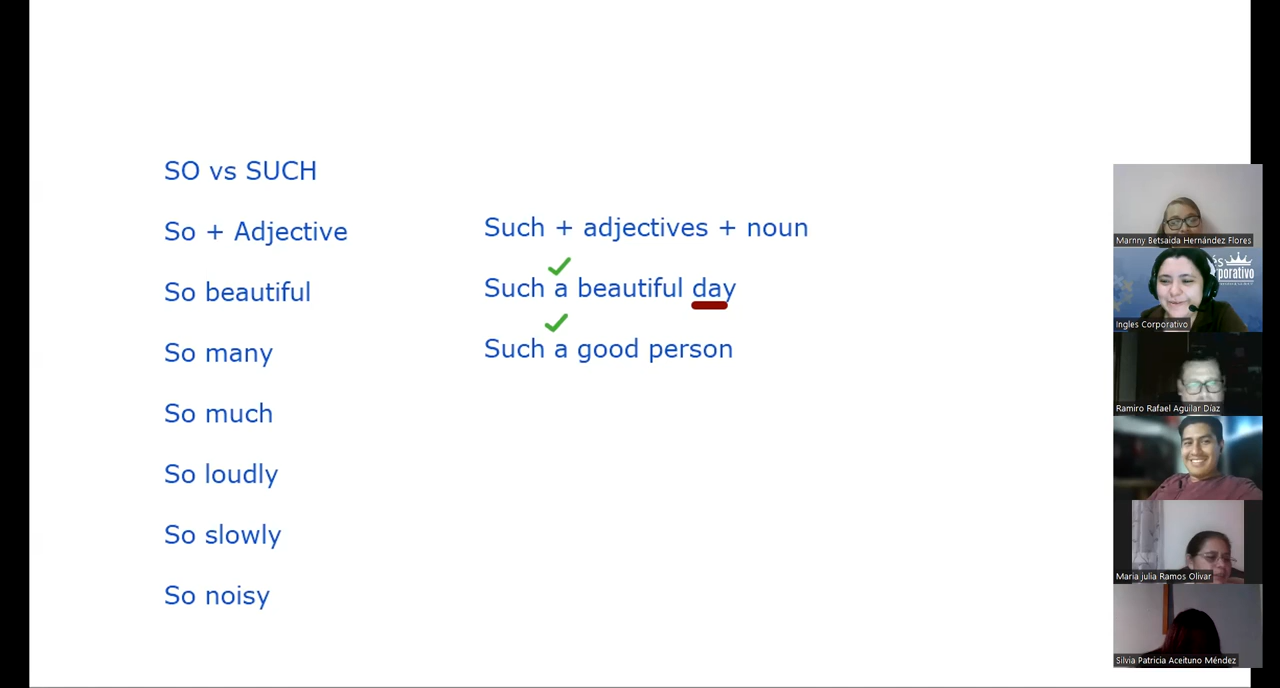 SO vs SUCH
So + Adjective
So beautiful
So many
So much
So loudly
So slowly
So noisy
Such + adjectives + noun
Such a beautiful day
Such a good person
Marnny Betsaida Hernández Flores
porativo
Ingles Corporativo
Ramiro Rafael Aguilar Díaz
Maria julia Ramos Olivar
Silvia Patricia Aceituno Méndez